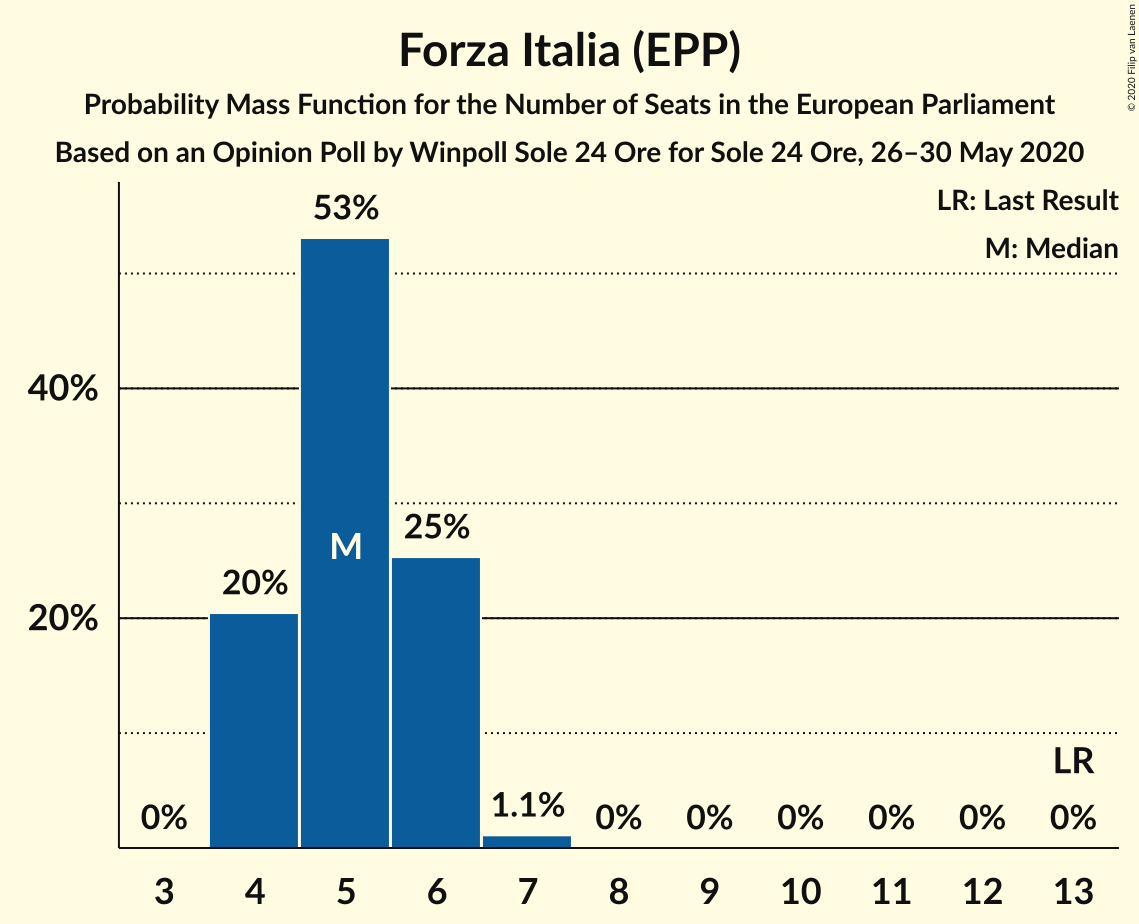 Forza Italia (EPP)
Probability Mass Function for the Number of Seats in the European Parliament
Based on an Opinion Poll by Winpoll Sole 24 Ore for Sole 24 Ore, 26–30 May 2020
© 2020 Filip van Laenen
LR: Last Result
M: Median
53%
40%
25%
M
20%
20%
LR
1.1%
0%
0%
0%
0%
0%
0%
0%
3 4 5 6 7 8 9 10 11 12 13